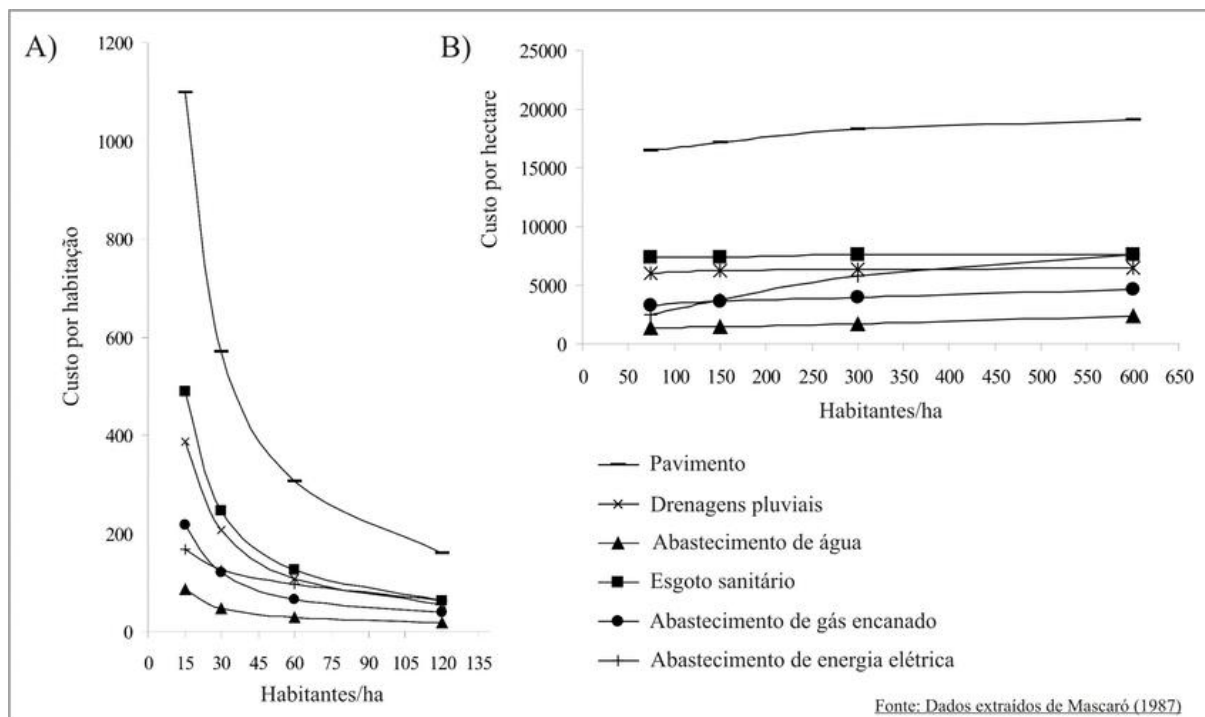 A)
1200
1000
800
600
400
200
0
Custo por habitação
0 15 30 45 60 75 90 105 120 135
Habitantes/ha
B)
25000
20000
15000
10000
5000
0
Custo por hectare
0 50 100 150 200 250 300 350 400 450 500 550 600 650
Habitantes/ha
Pavimento
Drenagens pluviais
Abastecimento de água
Esgoto sanitário
Abastecimento de gás encanado
Abastecimento de energia elétrica
Fonte: Dados extraídos de Mascaró (1987)